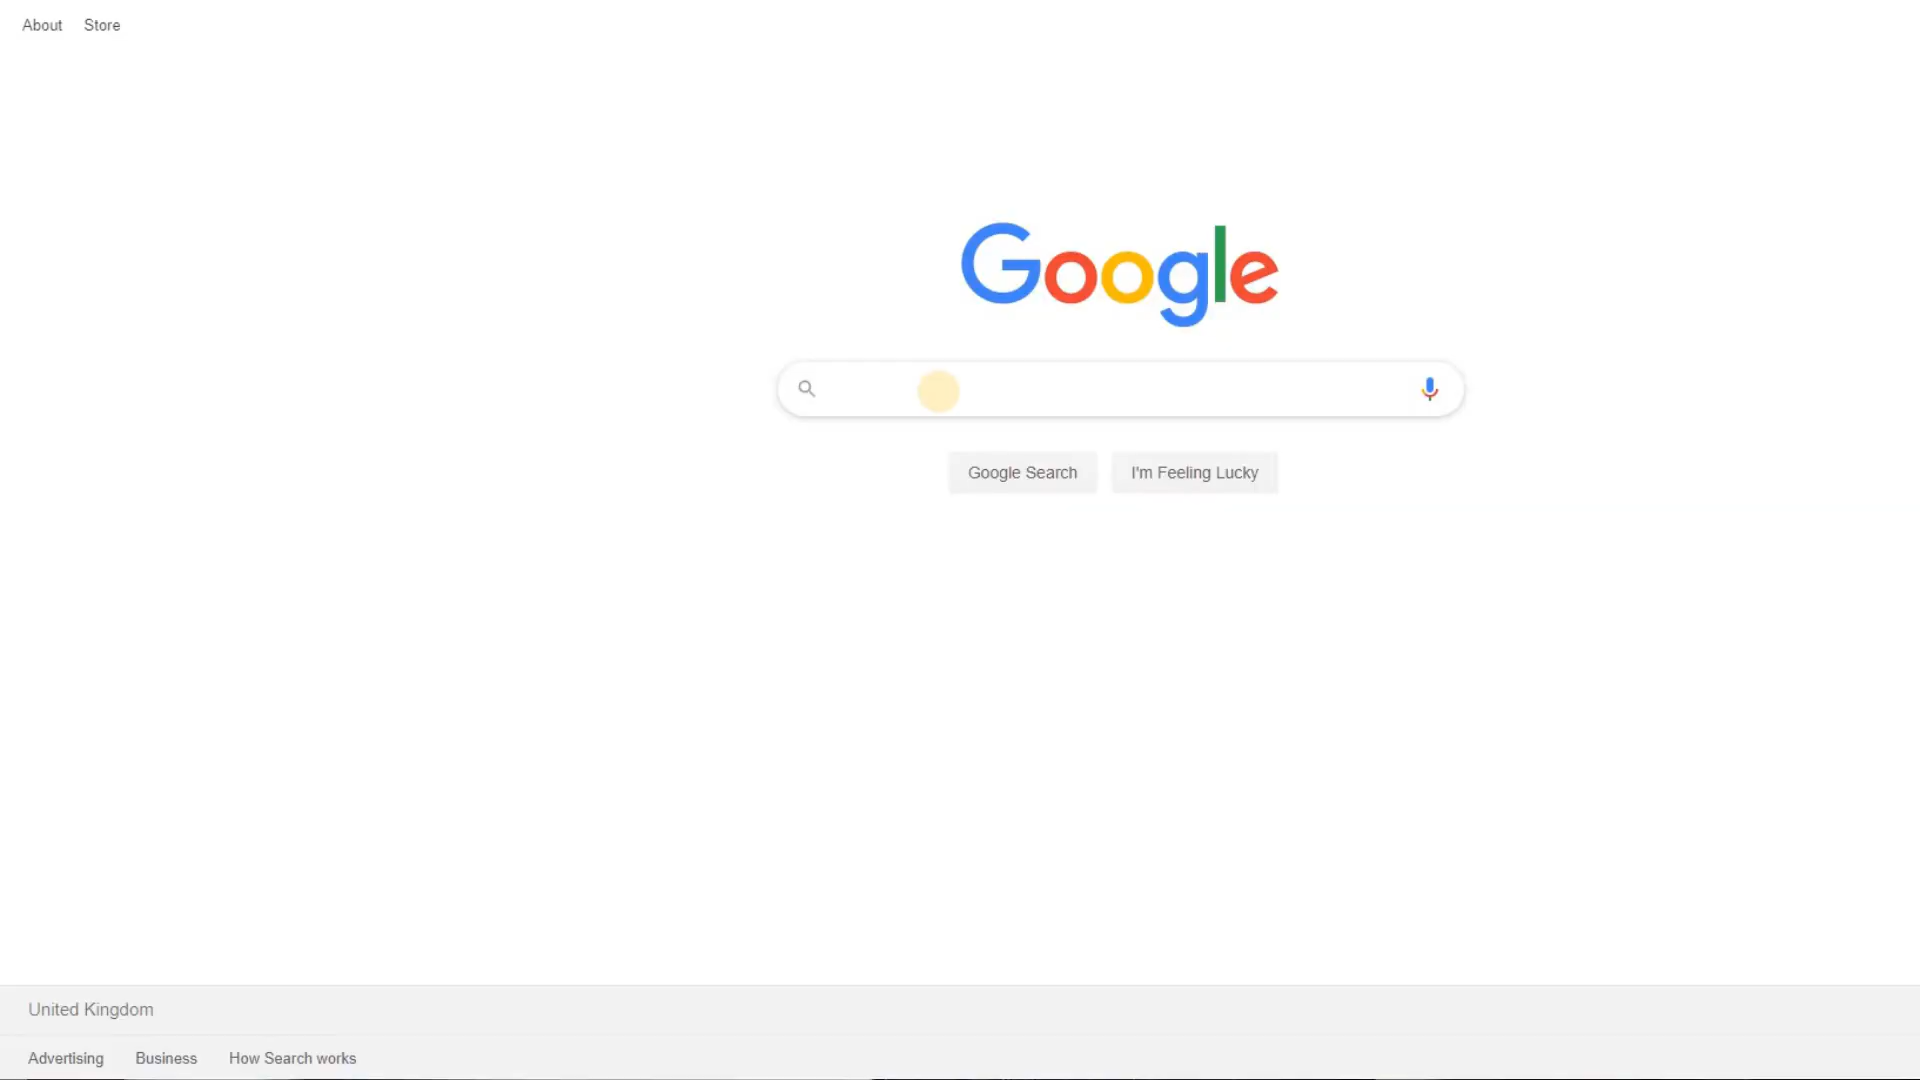 About Store
Google
Google Search I'm Feeling Lucky
United Kingdom
Advertising Business How Search works